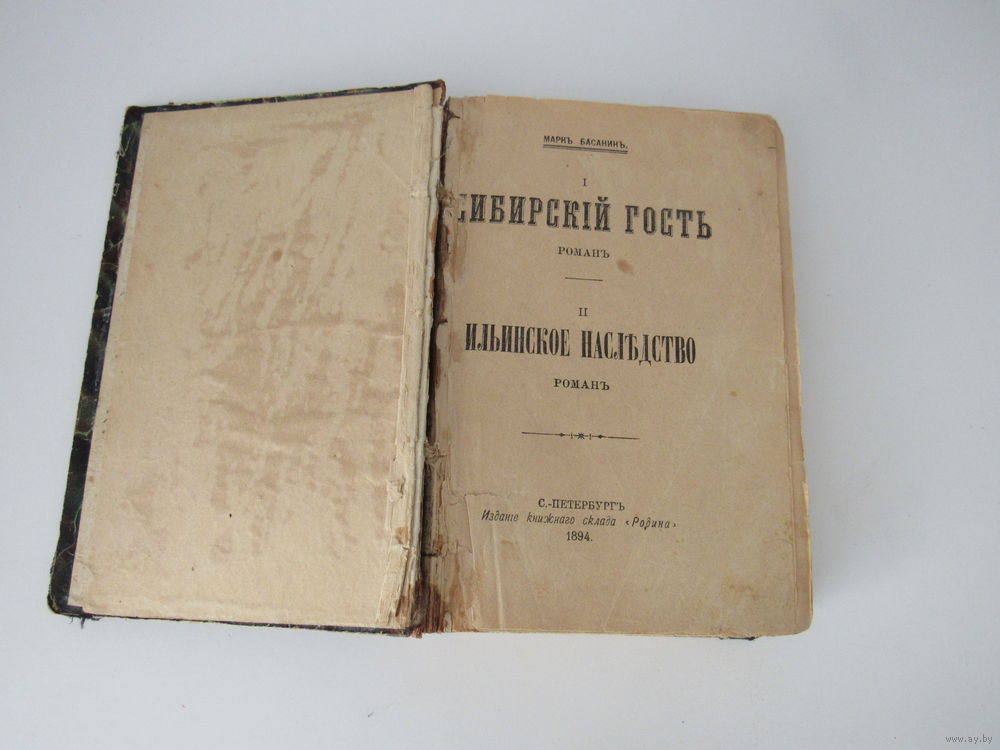 МАРКЪ БАСАНИНЪ.
I
СИБИРСКІЙ ГОСТЬ
РОМАНЪ
II
ИЛЬИНСКОЕ НАСЛѢДСТВО
РОМАНЪ
С.-ПЕТЕРБУРГЪ
Изданіе книжнаго склада «Родина»
1894.
www.ay.by